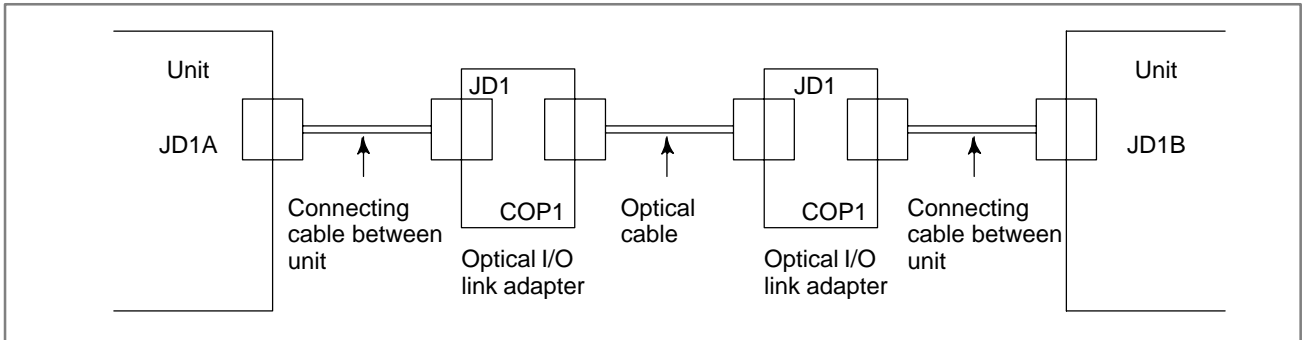 Unit
JD1A
Connecting
cable between
unit
JD1
COP1
Optical I/O
link adapter
Optical
cable
JD1
COP1
Optical I/O
link adapter
Connecting
cable between
unit
Unit
JD1B